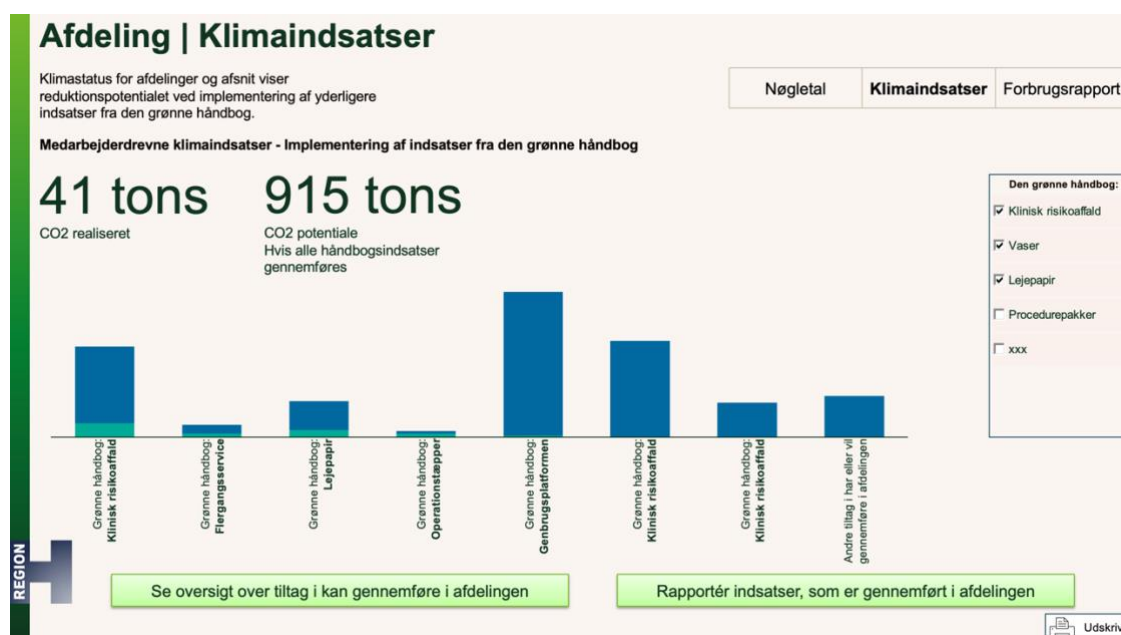 Afdeling | Klimaindsatser
Klimastatus for afdelinger og afsnit viser
reduktionspotentialet ved implementering af yderligere
indsatser fra den grønne håndbog.
Nøgletal
Klimaindsatser
Forbrugsrapport
Medarbejderdrevne klimaindsatser - Implementering af indsatser fra den grønne håndbog
41 tons
CO2 realiseret
915 tons
CO2 potentiale
Hvis alle håndbogsindsatser
gennemføres
Den grønne håndbog:
Klinisk risikoaffald
Vaser
Lejepapir
Procedurepakker
xxx
Grønne håndbog:
Klinisk risikoaffald
Grønne håndbog:
Flergangsservice
Grønne håndbog:
Lejepapir
Grønne håndbog:
Operationstæpper
Grønne håndbog:
Genbrugsplatformen
Grønne håndbog:
Klinisk risikoaffald
Grønne håndbog:
Klinisk risikoaffald
Andre tiltag i har eller vil
gennemføre i afdelingen
REGION
Se oversigt over tiltag i kan gennemføre i afdelingen
Rapportér indsatser, som er gennemført i afdelingen
Udskriv